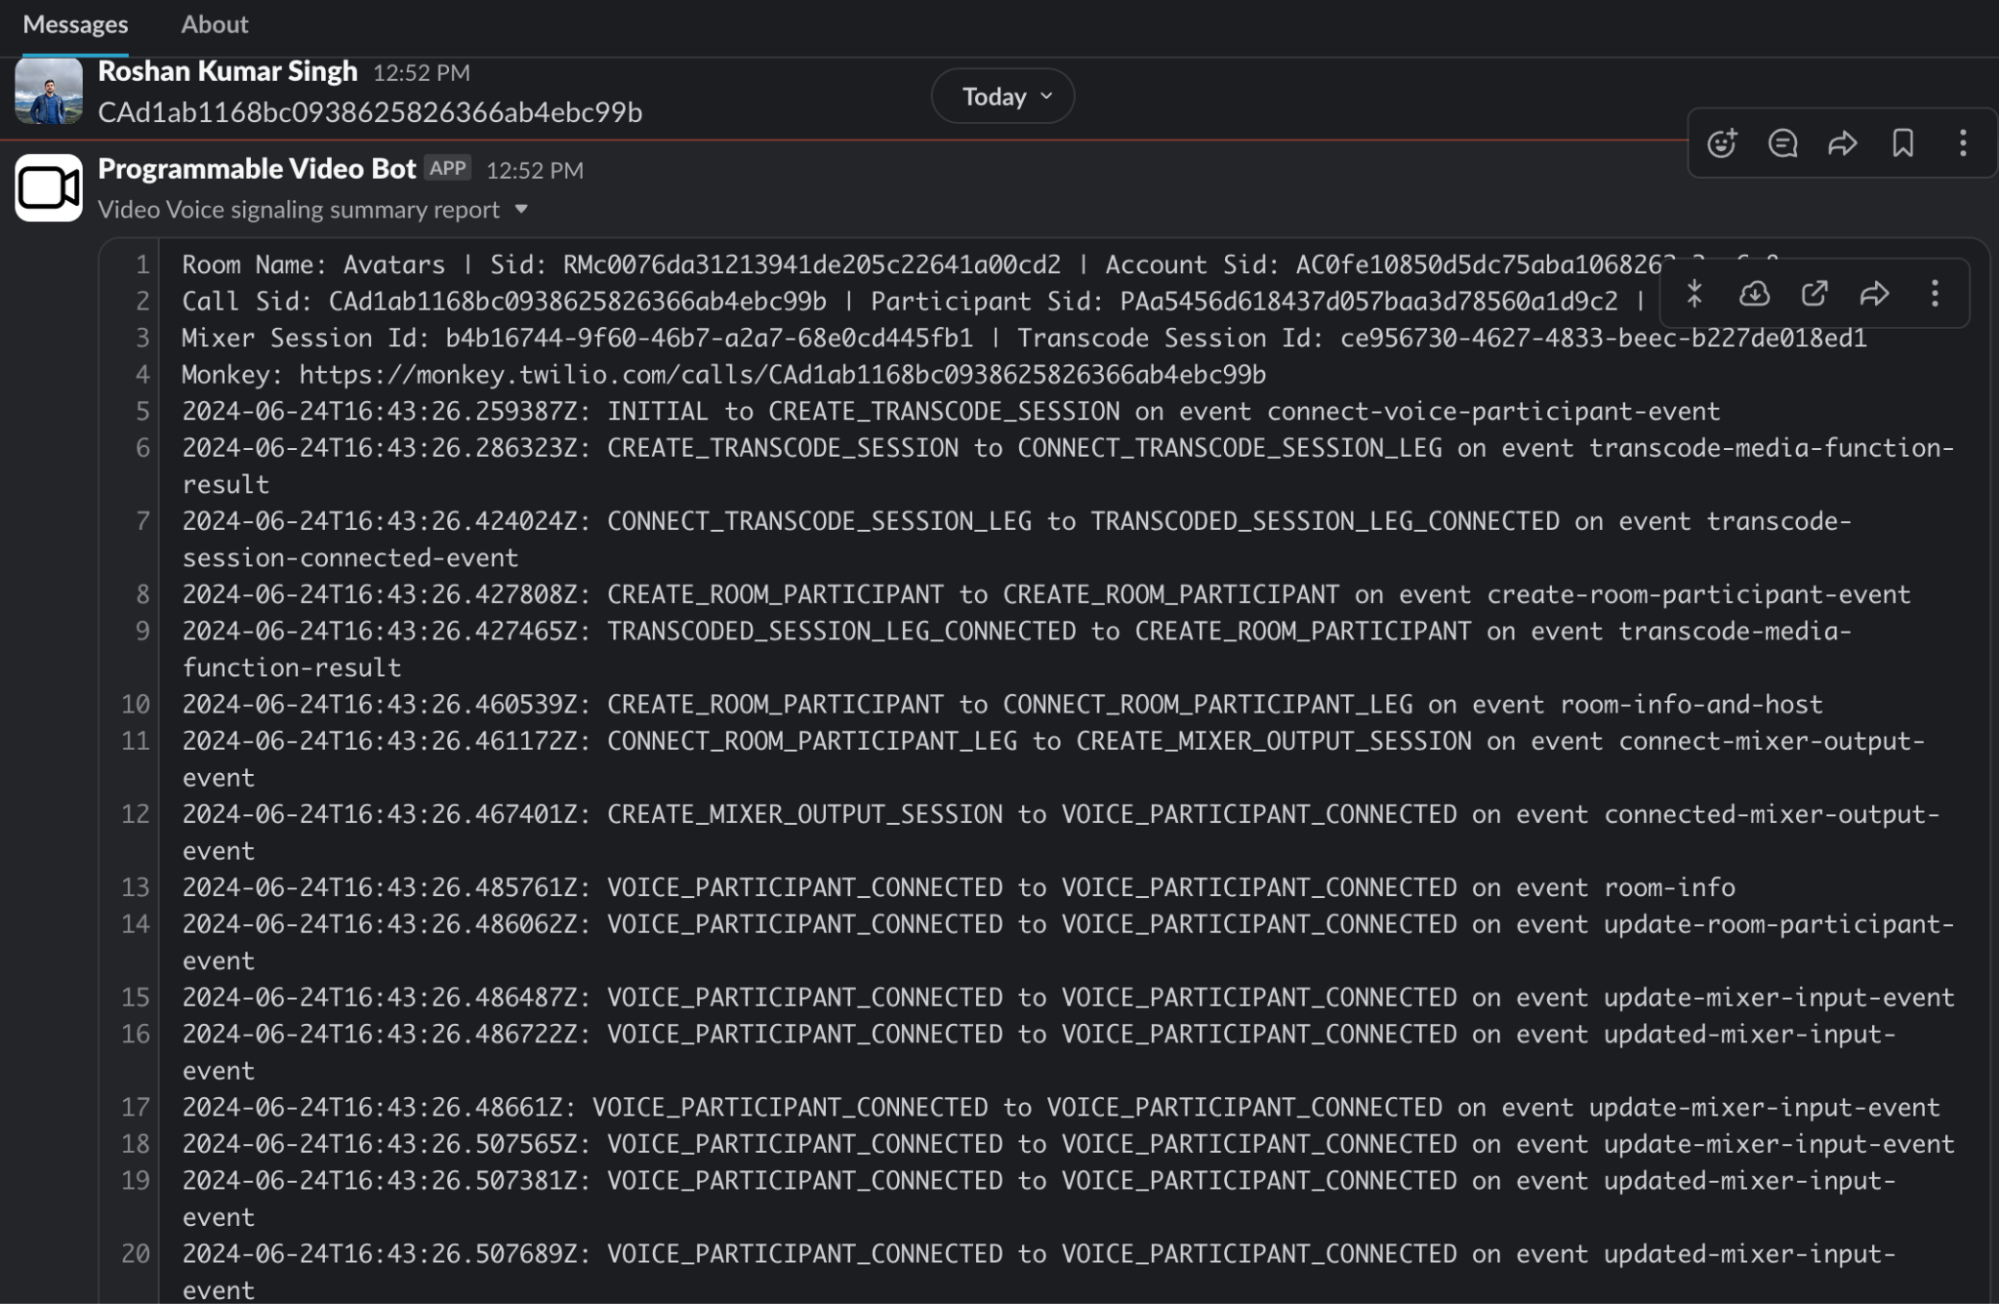 Messages About
Roshan Kumar Singh 12:52 PM
CAd1ab1168bc0938625826366ab4ebc99b
Today
Programmable Video Bot APP 12:52 PM
Video Voice signaling summary report
1 Room Name: Avatars | Sid: RMc0076da31213941de205c22641a00cd2 | Account Sid:
2 Call Sid: CAd1ab1168bc0938625826366ab4ebc99b | Participant Sid: PAa5456d618437d057baa3d78560a1d9c2 |
3 Mixer Session Id: b4b16744-9f60-46b7-a2a7-68e0cd445fb1 | Transcode Session Id: ce956730-4627-4833-beec-b227de018ed1
4 Monkey: https://monkey.twilio.com/calls/CAd1ab1168bc0938625826366ab4ebc99b
5 2024-06-24T16:43:26.259387Z: INITIAL to CREATE_TRANSCODE_SESSION on event connect-voice-participant-event
6 2024-06-24T16:43:26.286323Z: CREATE_TRANSCODE_SESSION to CONNECT_TRANSCODE_SESSION_LEG on event transcode-media-function-
result
7 2024-06-24T16:43:26.424024Z: CONNECT_TRANSCODE_SESSION_LEG to TRANSCODED_SESSION_LEG_CONNECTED on event transcode-
session-connected-event
8 2024-06-24T16:43:26.427808Z: CREATE_ROOM_PARTICIPANT to CREATE_ROOM_PARTICIPANT on event create-room-participant-event
9 2024-06-24T16:43:26.427465Z: TRANSCODED_SESSION_LEG_CONNECTED to CREATE_ROOM_PARTICIPANT on event transcode-media-
function-result
10 2024-06-24T16:43:26.460539Z: CREATE_ROOM_PARTICIPANT to CONNECT_ROOM_PARTICIPANT_LEG on event room-info-and-host
11 2024-06-24T16:43:26.461172Z: CONNECT_ROOM_PARTICIPANT_LEG to CREATE_MIXER_OUTPUT_SESSION on event connect-mixer-output-
event
12 2024-06-24T16:43:26.467401Z: CREATE_MIXER_OUTPUT_SESSION to VOICE_PARTICIPANT_CONNECTED on event connected-mixer-output-
event
13 2024-06-24T16:43:26.485761Z: VOICE_PARTICIPANT_CONNECTED to VOICE_PARTICIPANT_CONNECTED on event room-info
14 2024-06-24T16:43:26.486062Z: VOICE_PARTICIPANT_CONNECTED to VOICE_PARTICIPANT_CONNECTED on event update-room-participant-
event
15 2024-06-24T16:43:26.486487Z: VOICE_PARTICIPANT_CONNECTED to VOICE_PARTICIPANT_CONNECTED on event update-mixer-input-event
16 2024-06-24T16:43:26.486722Z: VOICE_PARTICIPANT_CONNECTED to VOICE_PARTICIPANT_CONNECTED on event updated-mixer-input-
event
17 2024-06-24T16:43:26.48661Z: VOICE_PARTICIPANT_CONNECTED to VOICE_PARTICIPANT_CONNECTED on event update-mixer-input-event
18 2024-06-24T16:43:26.507565Z: VOICE_PARTICIPANT_CONNECTED to VOICE_PARTICIPANT_CONNECTED on event update-mixer-input-event
19 2024-06-24T16:43:26.507381Z: VOICE_PARTICIPANT_CONNECTED to VOICE_PARTICIPANT_CONNECTED on event updated-mixer-input-
event
20 2024-06-24T16:43:26.507689Z: VOICE_PARTICIPANT_CONNECTED to VOICE_PARTICIPANT_CONNECTED on event updated-mixer-input-
event